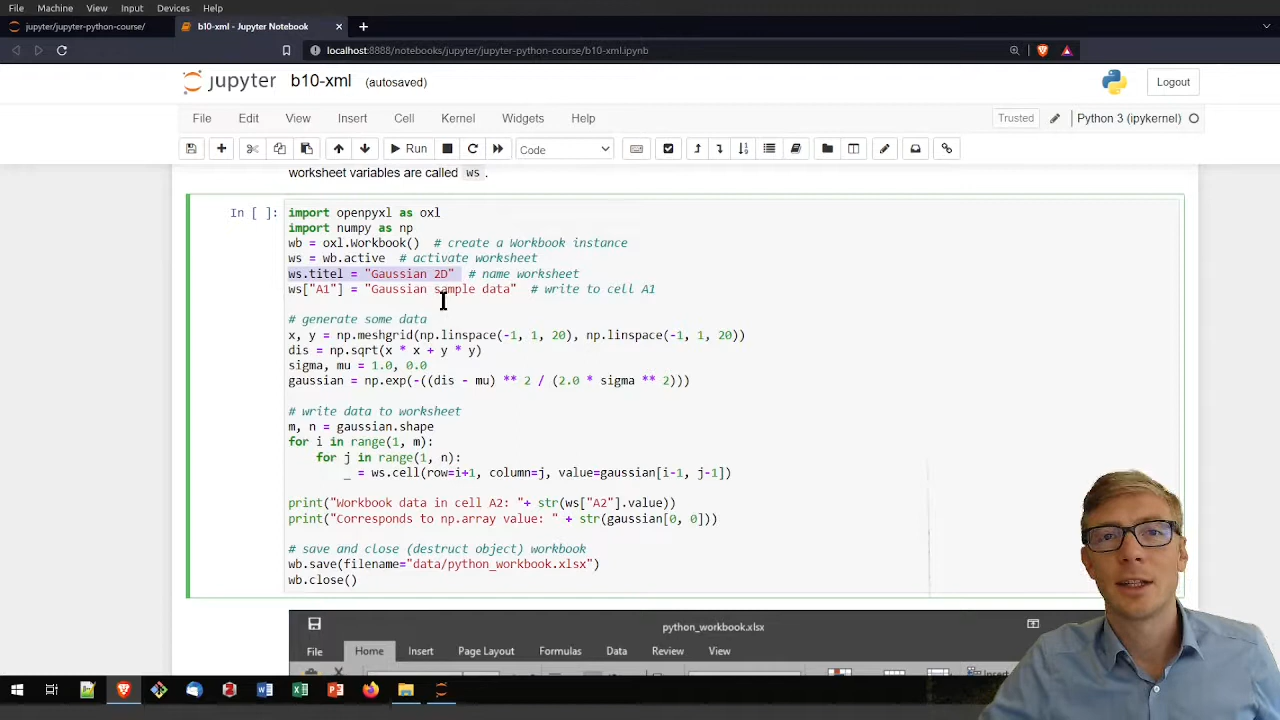 File Machine View Input Devices Help
jupyter/jupyter-python-course/ b10-xml - Jupyter Notebook
localhost:8888/notebooks/jupyter/jupyter-python-course/b10-xml.ipynb
jupyter b10-xml (autosaved) Logout
File Edit View Insert Cell Kernel Widgets Help Trusted Python 3 (ipykernel)
Run Code
worksheet variables are called ws .
In [ ]: import openpyxl as oxl
import numpy as np
wb = oxl.Workbook() # create a Workbook instance
ws = wb.active # activate worksheet
ws.titel = "Gaussian 2D" # name worksheet
ws["A1"] = "Gaussian sample data" # write to cell A1
# generate some data
x, y = np.meshgrid(np.linspace(-1, 1, 20), np.linspace(-1, 1, 20))
dis = np.sqrt(x * x + y * y)
sigma, mu = 1.0, 0.0
gaussian = np.exp(-((dis - mu) ** 2 / (2.0 * sigma ** 2)))
# write data to worksheet
m, n = gaussian.shape
for i in range(1, m):
for j in range(1, n):
_ = ws.cell(row=i+1, column=j, value=gaussian[i-1, j-1])
print("Workbook data in cell A2: "+ str(ws["A2"].value))
print("Corresponds to np.array value: " + str(gaussian[0, 0]))
# save and close (destruct object) workbook
wb.save(filename="data/python_workbook.xlsx")
wb.close()
python_workbook.xlsx
File Home Insert Page Layout Formulas Data Review View